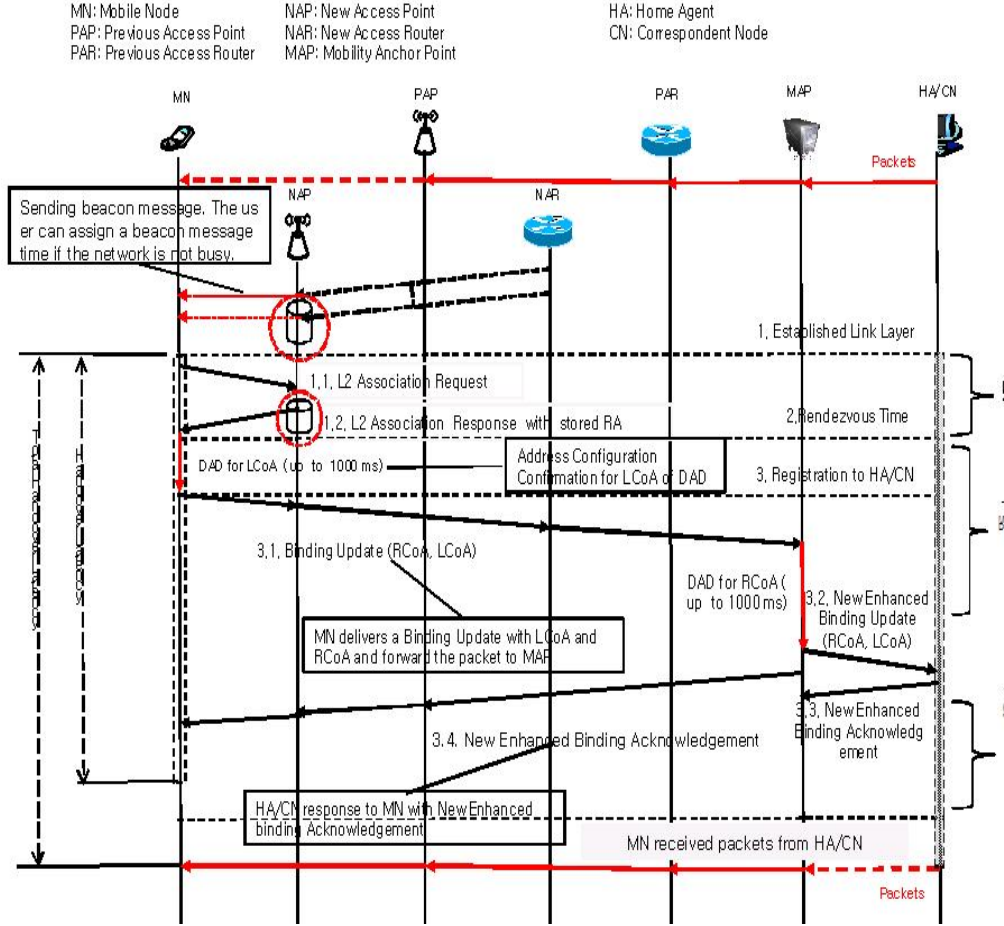 MN: Mobile Node
PAP: Previous Access Point
PAR: Previous Access Router
NAP: New Access Point
NAR: New Access Router
MAP: Mobility Anchor Point
HA: Home Agent
CN: Correspondent Node
MN
PAP
PAR
MAP
HA/CN
Packets
NAP
NAR
Sending beacon message. The us
er can assign a beacon message
time if the network is not busy.
1, Established Link Layer
1,1, L2 Association Request
1,2, L2 Association Response with stored RA
2,Rendezvous Time
DAD for LCoA (up to 1000 ms)
Address Configuration
Confirmation for LCoA of DAD
3, Registration to HA/CN
3,1, Binding Update (RCoA, LCoA)
DAD for RCoA (
up to 1000 ms)
3,2, New Enhanced
Binding Update
(RCoA, LCoA)
MN delivers a Binding Update with LCoA and
RCoA and forward the packet to MAP
3,3, New Enhanced
Binding Acknowledg
ement
3.4. New Enhanced Binding Acknowledgement
HA/CN response to MN with New Enhanced
binding Acknowledgement
MN received packets from HA/CN
Packets